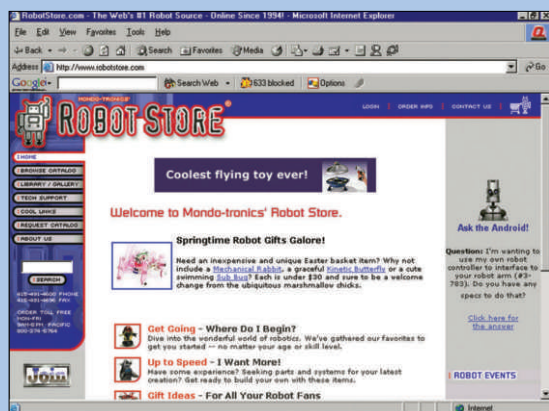 RobotStore.com - The Web's #1 Robot Source - Online Since 1994! - Microsoft Internet Explorer
File Edit View Favorites Tools Help
Back Search Favorites Media
Address http://www.robotstore.com Go
Google Search Web 2633 blocked Options
MONDO-TRONICS'
ROBOT STORE®
LOGIN | ORDER INFO | CONTACT US
HOME
BROWSE CATALOG
LIBRARY / GALLERY
TECH SUPPORT
COOL LINKS
REQUEST CATALOG
ABOUT US
SEARCH
ORDER TOLL FREE
MON-FRI
Join
Coolest flying toy ever!
Welcome to Mondo-tronics' Robot Store.
Springtime Robot Gifts Galore!
Need an inexpensive and unique Easter basket item? Why not
include a Mechanical Rabbit, a graceful Kinetic Butterfly or a cute
swimming Sub Bug? Each is under $30 and sure to be a welcome
change from the ubiquitous marshmallow chicks.
Get Going - Where Do I Begin?
Dive into the wonderful world of robotics. We've gathered our favorites to
get you started -- no matter your age or skill level.
Up to Speed - I Want More!
Have some experience? Seeking parts and systems for your latest
creation? Get ready to build your own with these items.
Gift Ideas - For All Your Robot Fans
Ask the Android!
Question: I'm wanting to
use my own robot
controller to interface to
your robot arm (#3-
783). Do you have any
specs to do that?
Click here for
the answer
ROBOT EVENTS
Internet